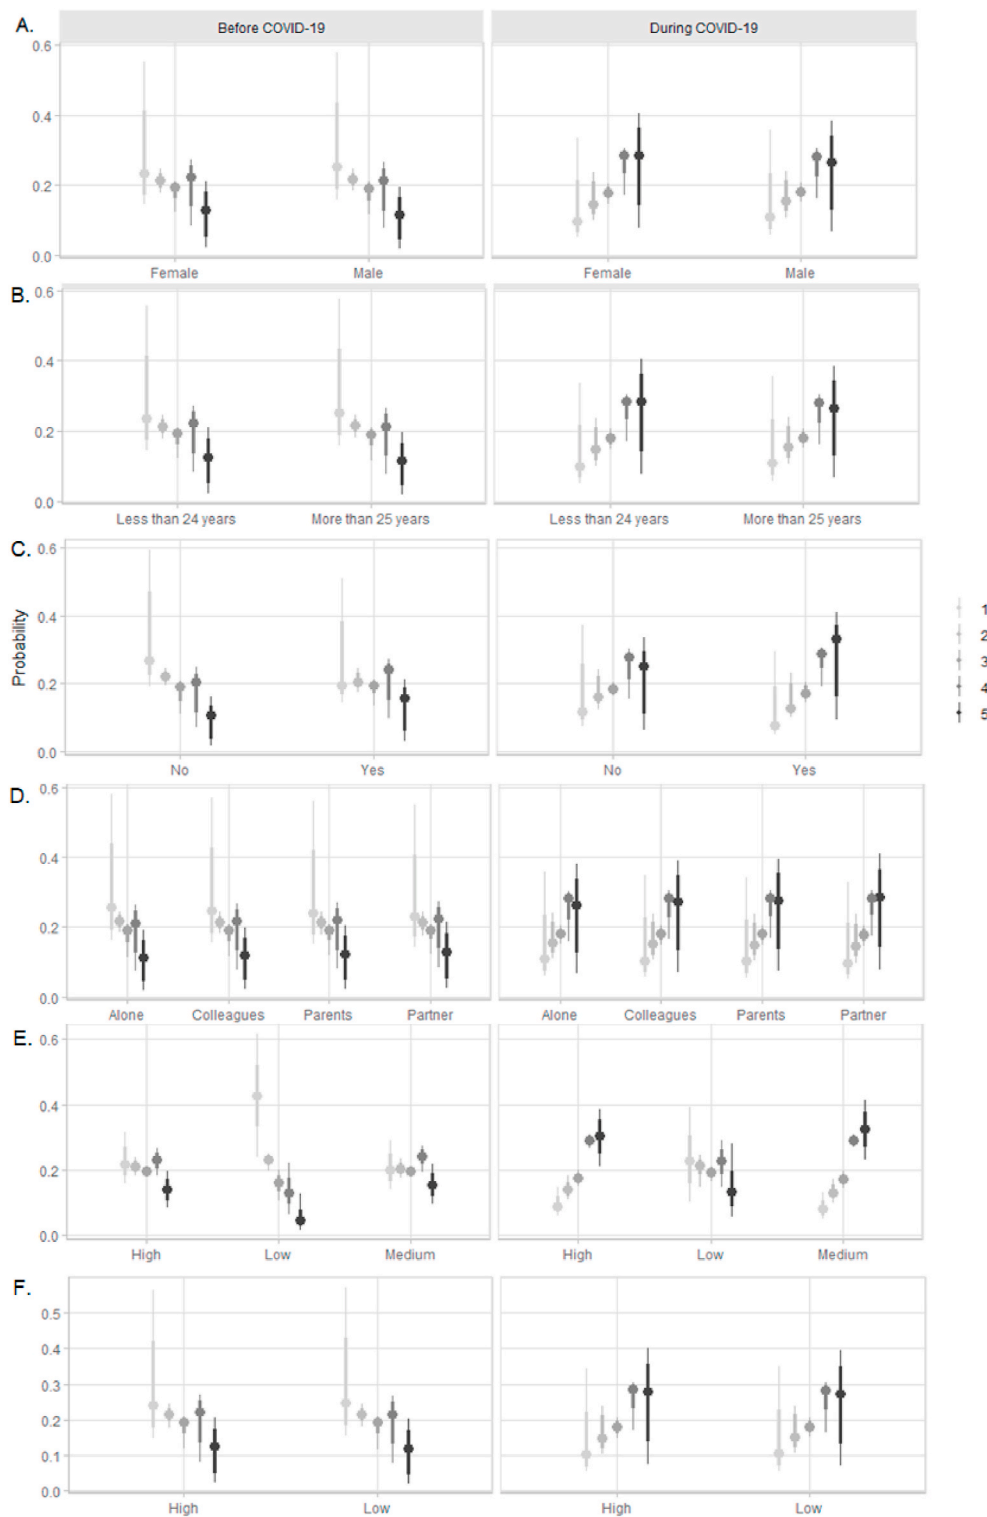 A.
Before COVID-19 During COVID-19
0.6
0.4
0.2
0.0
Female Male Female Male
B.
0.6
0.4
0.2
0.0
Less than 24 years More than 25 years Less than 24 years More than 25 years
C.
0.6
0.4
0.2
0.0
No Yes No Yes
Probability
1
2
3
4
5
D.
0.6
0.4
0.2
0.0
Alone Colleagues Parents Partner Alone Colleagues Parents Partner
E.
0.6
0.4
0.2
0.0
High Low Medium High Low Medium
F.
0.5
0.4
0.3
0.2
0.1
0.0
High Low High Low